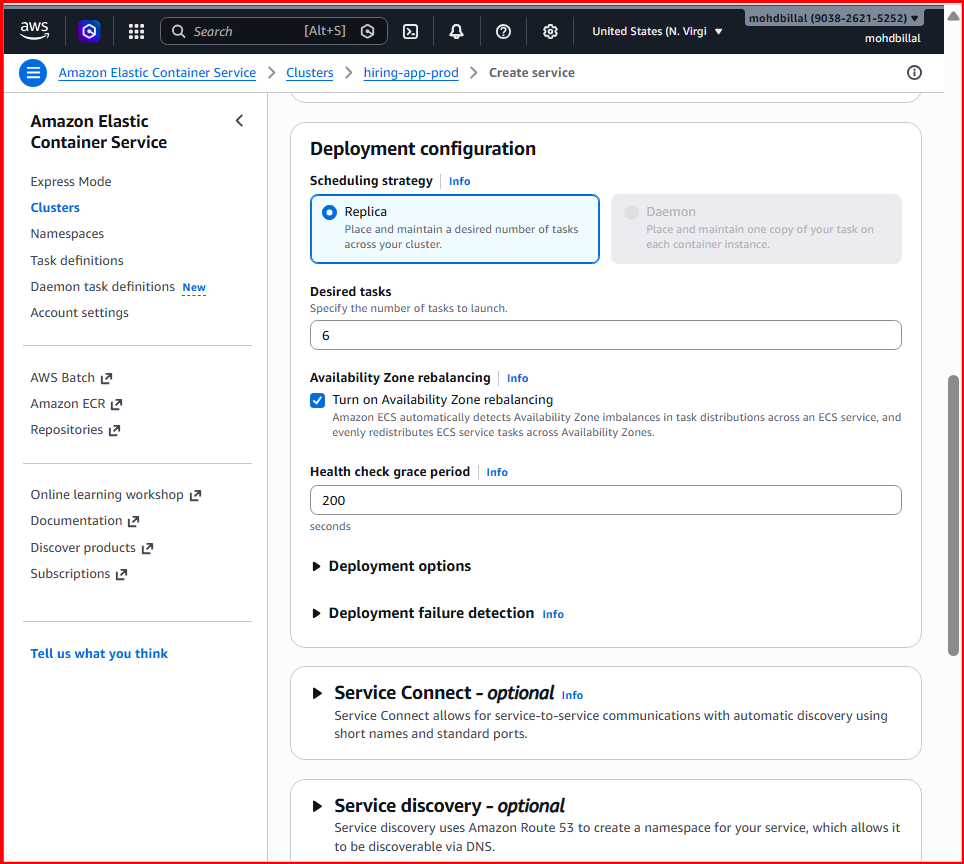 aws
Search [Alt+S]
United States (N. Virgi
mohdbillal (9038-2621-5252)
mohdbillal
Amazon Elastic Container Service
Clusters
hiring-app-prod
Create service
Amazon Elastic
Container Service
Express Mode
Clusters
Namespaces
Task definitions
Daemon task definitions New
Account settings
AWS Batch
Amazon ECR
Repositories
Online learning workshop
Documentation
Discover products
Subscriptions
Tell us what you think
Deployment configuration
Scheduling strategy Info
Replica
Place and maintain a desired number of tasks
across your cluster.
Daemon
Place and maintain one copy of your task on
each container instance.
Desired tasks
Specify the number of tasks to launch.
6
Availability Zone rebalancing Info
Turn on Availability Zone rebalancing
Amazon ECS automatically detects Availability Zone imbalances in task distributions across an ECS service, and
evenly redistributes ECS service tasks across Availability Zones.
Health check grace period Info
200
seconds
Deployment options
Deployment failure detection Info
Service Connect - optional Info
Service Connect allows for service-to-service communications with automatic discovery using
short names and standard ports.
Service discovery - optional
Service discovery uses Amazon Route 53 to create a namespace for your service, which allows it
to be discoverable via DNS.